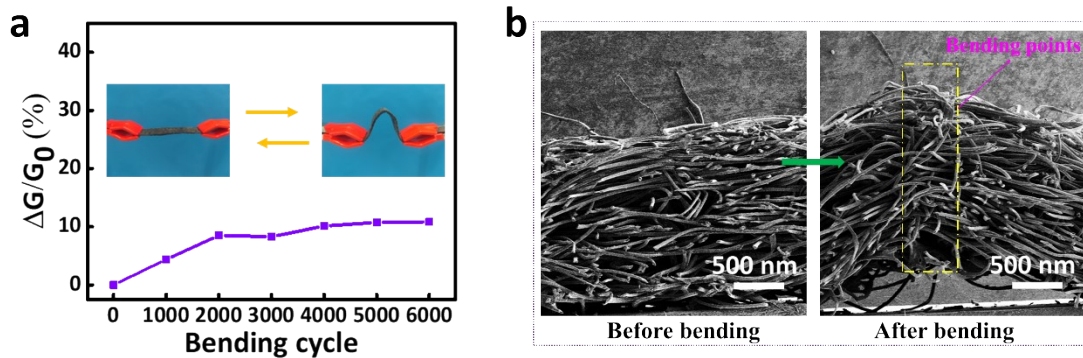 a
ΔG/G0 (%)
40
30
20
10
0
0 1000 2000 3000 4000 5000 6000
Bending cycle
b
Bending points
500 nm
500 nm
Before bending
After bending